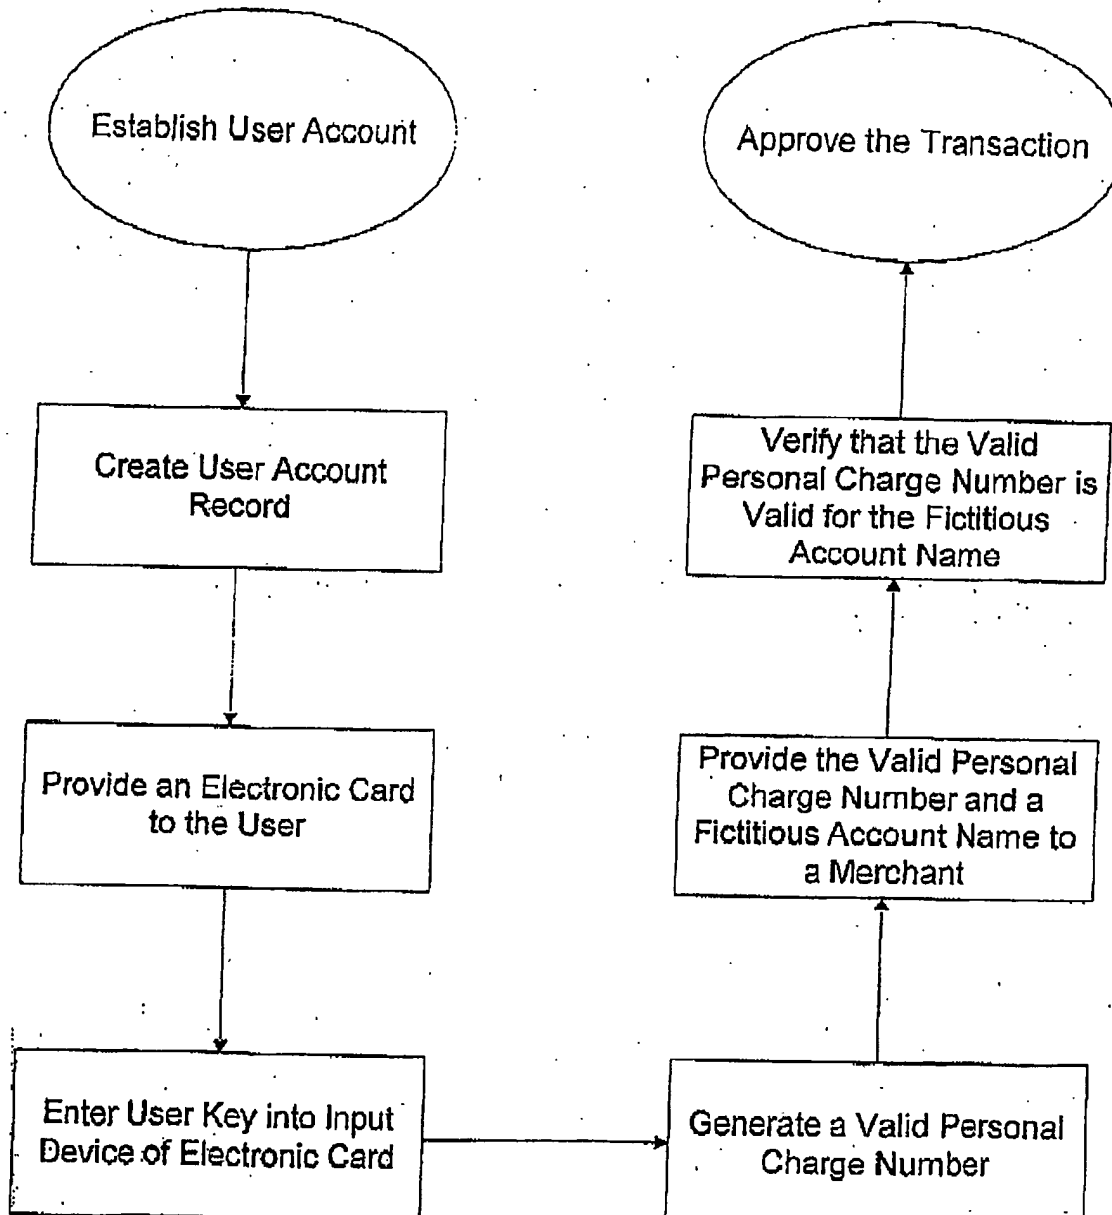 Establish User Account
Create User Account
Record
Provide an Electronic Card
to the User
Enter User Key into Input
Device of Electronic Card
Generate a Valid Personal
Charge Number
Provide the Valid Personal
Charge Number and a
Fictitious Account Name to
a Merchant
Verify that the Valid
Personal Charge Number is
Valid for the Fictitious
Account Name
Approve the Transaction